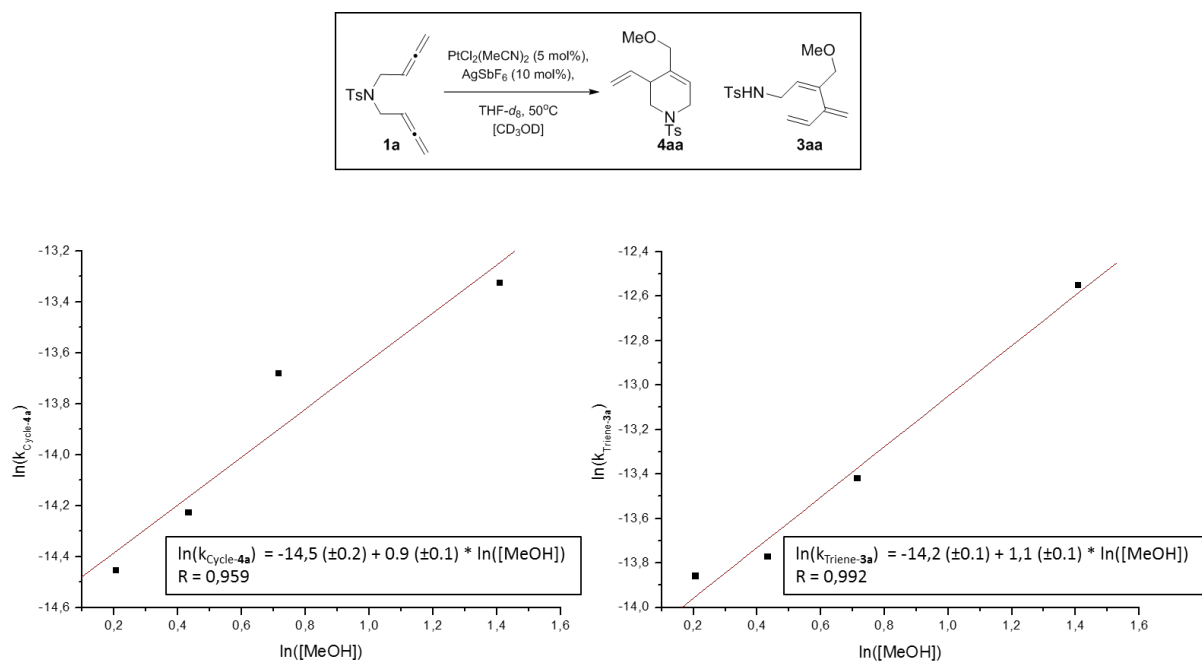 PtCl2(MeCN)2 (5 mol%),
AgSbF6 (10 mol%),
THF-d8, 50oC
[CD3OD]
TsN
1a
MeO
N
Ts
4aa
MeO
TsHN
3aa
-13,2
-13,4
-13,6
-13,8
-14,0
-14,2
-14,4
-14,6
ln(kCycle-4a)
0,2 0,4 0,6 0,8 1,0 1,2 1,4 1,6
ln([MeOH])
ln(kCycle-4a) = -14,5 (±0.2) + 0.9 (±0.1) * ln([MeOH])
R = 0,959
-12,4
-12,6
-12,8
-13,0
-13,2
-13,4
-13,6
-13,8
-14,0
ln(kTriene-3a)
0,2 0,4 0,6 0,8 1,0 1,2 1,4 1,6
ln([MeOH])
ln(kTriene-3a) = -14,2 (±0.1) + 1,1 (±0.1) * ln([MeOH])
R = 0,992